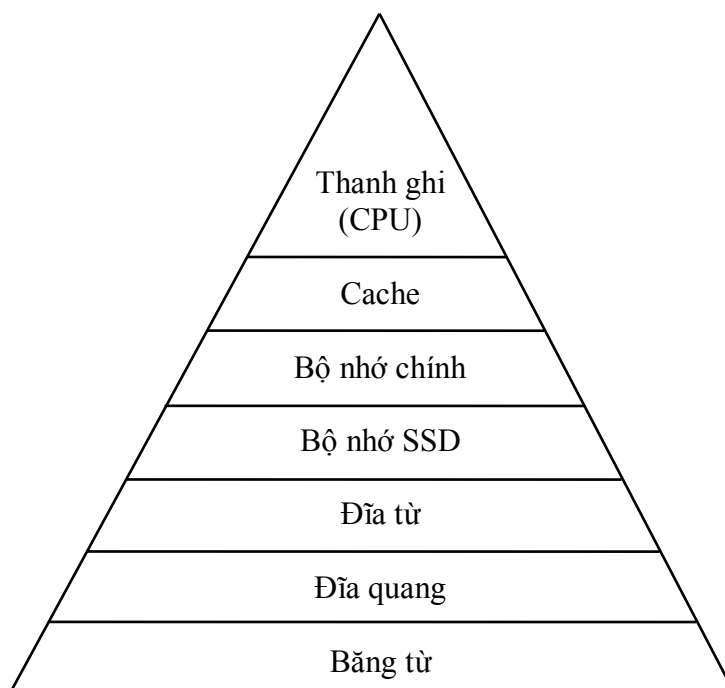 Thanh ghi
(CPU)
Cache
Bộ nhớ chính
Bộ nhớ SSD
Đĩa từ
Đĩa quang
Băng từ